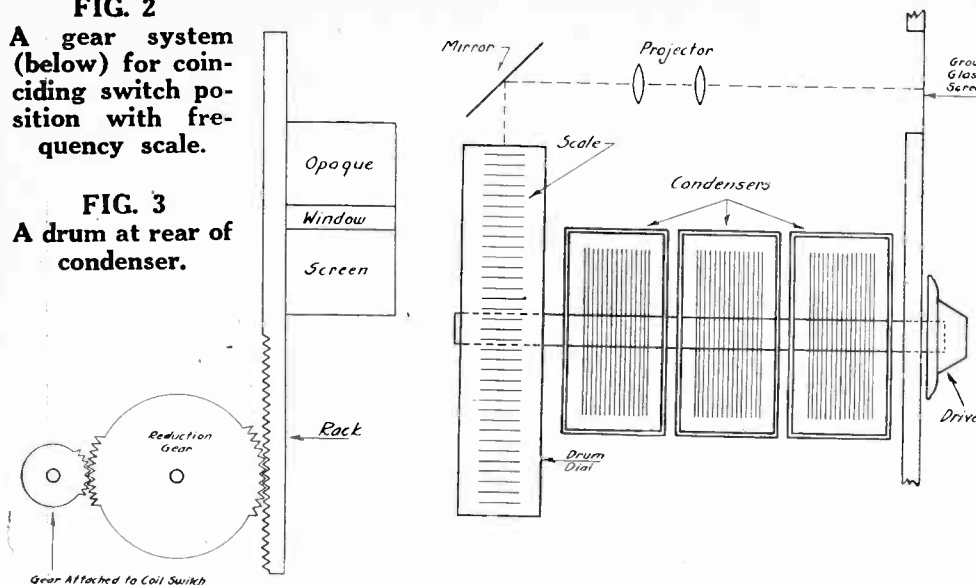 FIG. 2
A gear system
(below) for coin-
ciding switch po-
sition with fre-
quency scale.
FIG. 3
A drum at rear of
condenser.
Opaque
Window
Screen
Rack
Reduction
Gear
Gear Attached to Coil Switch
Mirror
Projector
Scale
Condensers
Drum
Dial